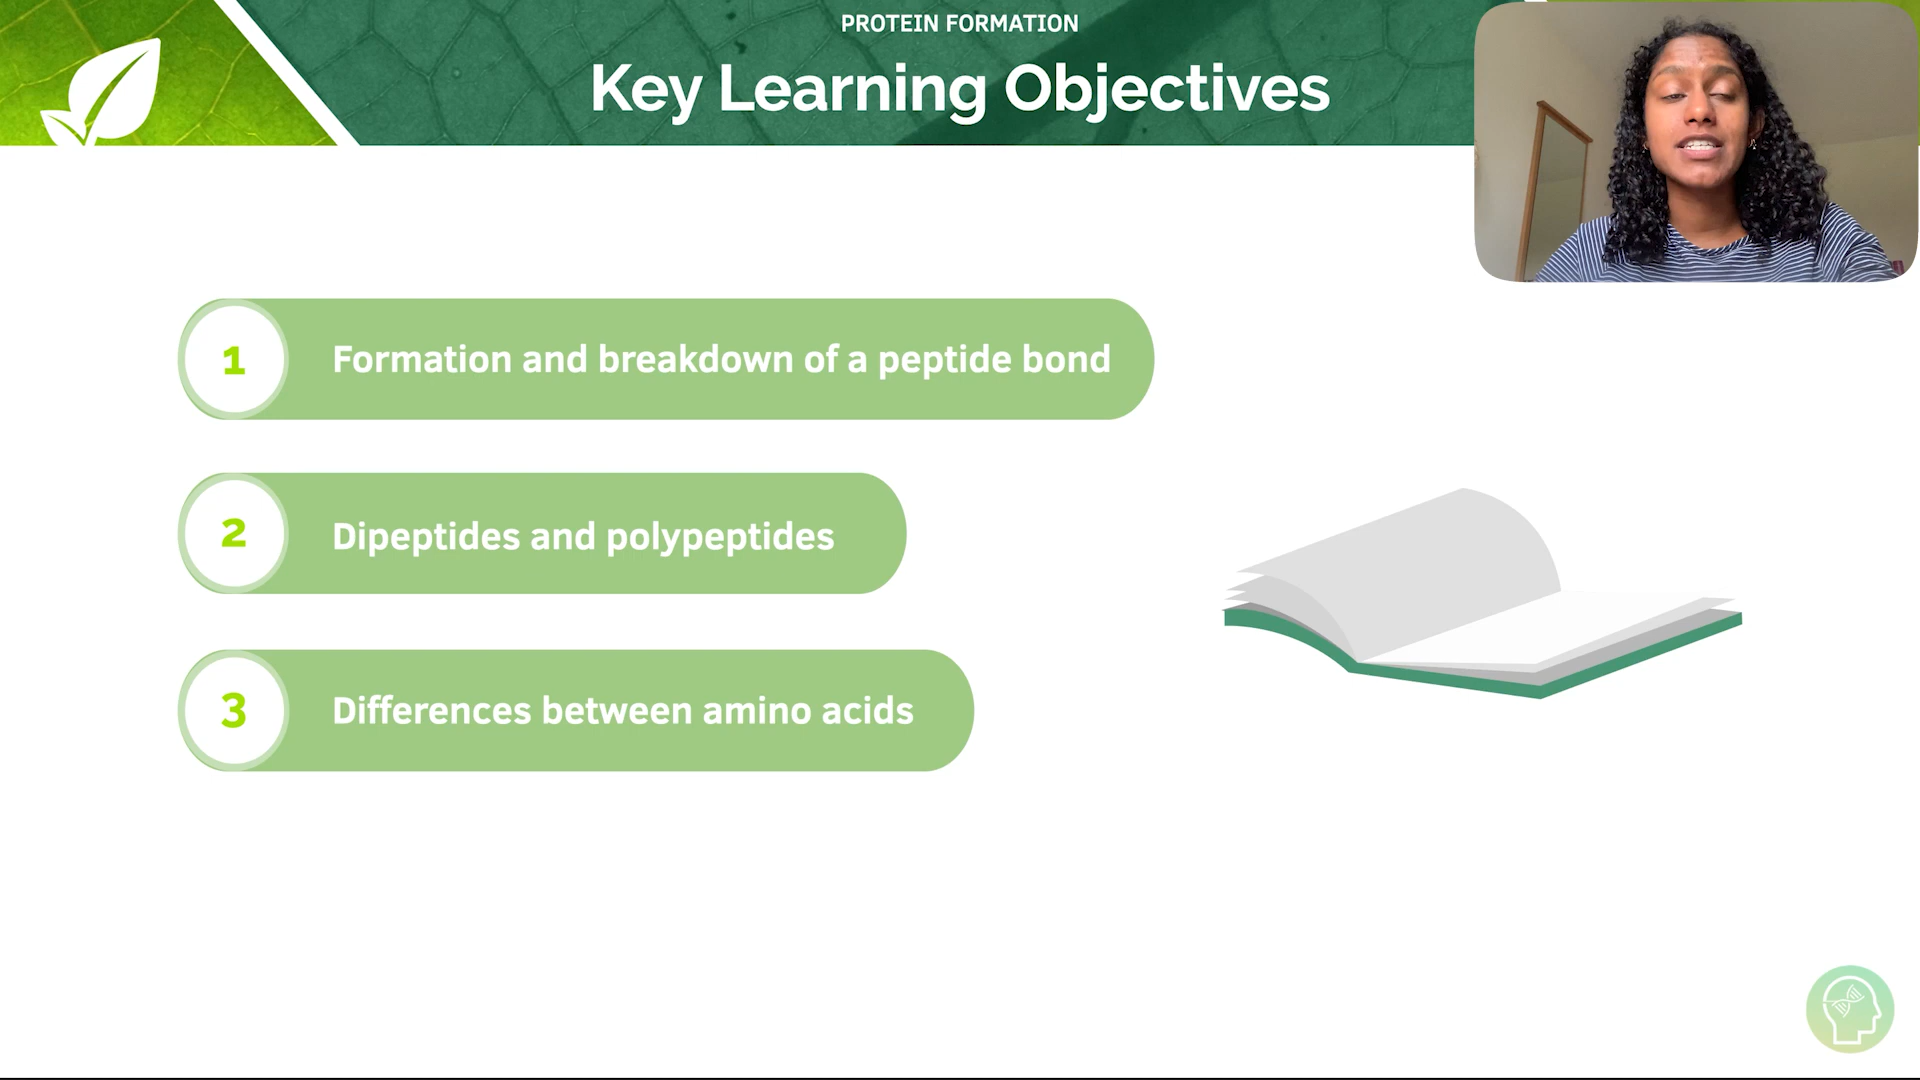 PROTEIN FORMATION
Key Learning Objectives
1
Formation and breakdown of a peptide bond
2
Dipeptides and polypeptides
3
Differences between amino acids